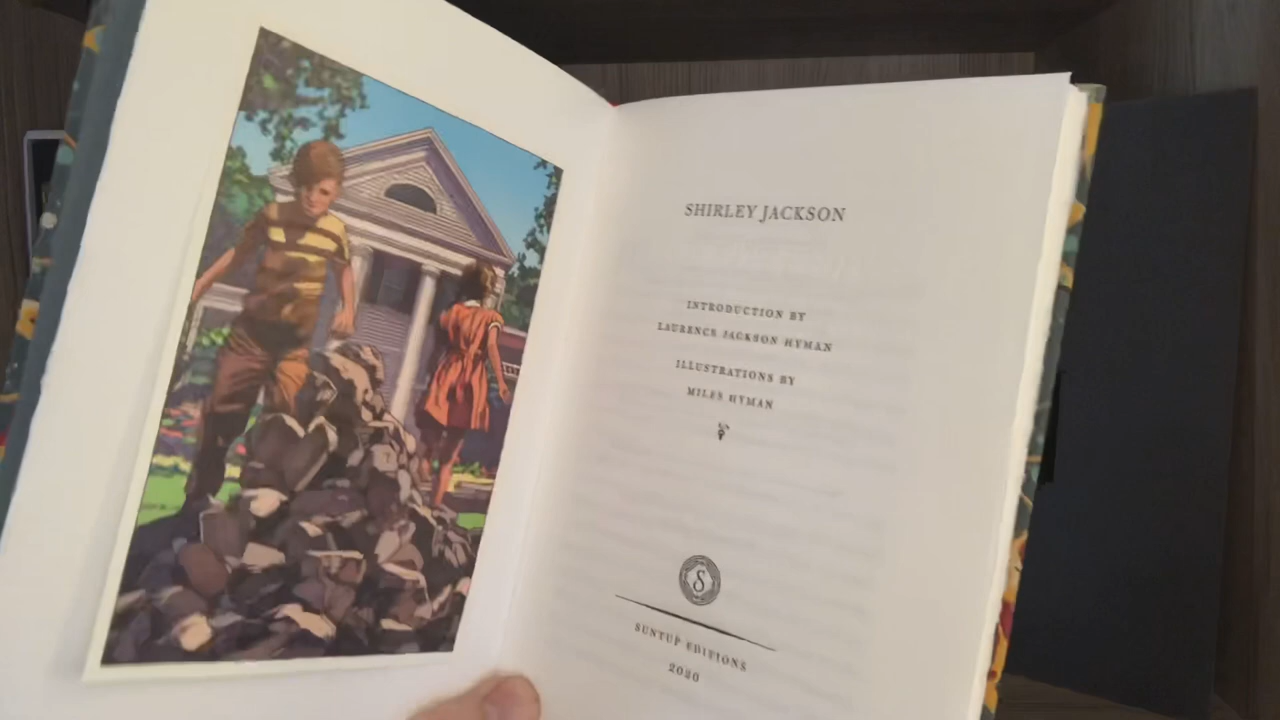 SHIRLEY JACKSON
INTRODUCTION BY
LAURENCE JACKSON HYMAN
ILLUSTRATIONS BY
MILES HYMAN
S
SUNTUP EDITIONS
2020